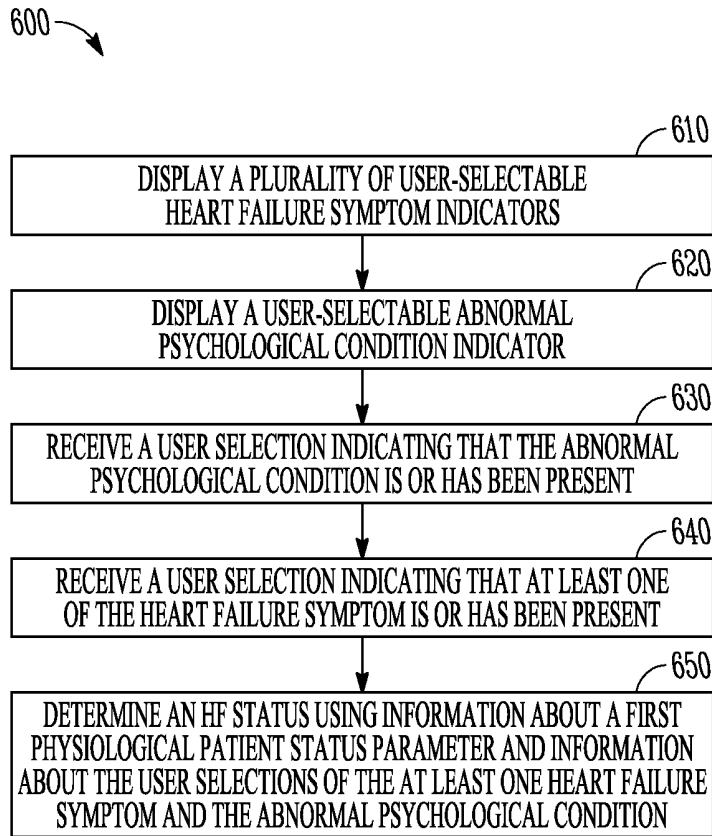 600
610
DISPLAY A PLURALITY OF USER-SELECTABLE
HEART FAILURE SYMPTOM INDICATORS
620
DISPLAY A USER-SELECTABLE ABNORMAL
PSYCHOLOGICAL CONDITION INDICATOR
630
RECEIVE A USER SELECTION INDICATING THAT THE ABNORMAL
PSYCHOLOGICAL CONDITION IS OR HAS BEEN PRESENT
640
RECEIVE A USER SELECTION INDICATING THAT AT LEAST ONE
OF THE HEART FAILURE SYMPTOM IS OR HAS BEEN PRESENT
650
DETERMINE AN HF STATUS USING INFORMATION ABOUT A FIRST
PHYSIOLOGICAL PATIENT STATUS PARAMETER AND INFORMATION
ABOUT THE USER SELECTIONS OF THE AT LEAST ONE HEART FAILURE
SYMPTOM AND THE ABNORMAL PSYCHOLOGICAL CONDITION